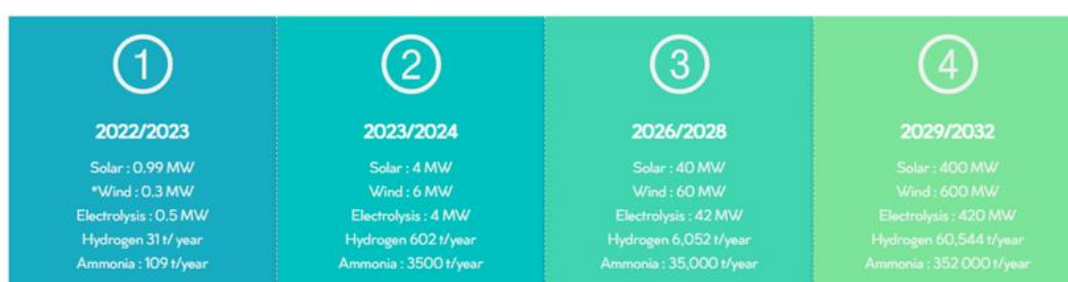 1
2022/2023
Solar : 0.99 MW
*Wind : 0.3 MW
Electrolysis : 0.5 MW
Hydrogen 31 t/ year
Ammonia : 109 t/year
2
2023/2024
Solar : 4 MW
Wind : 6 MW
Electrolysis : 4 MW
Hydrogen 602 t/year
Ammonia : 3500 t/year
3
2026/2028
Solar : 40 MW
Wind : 60 MW
Electrolysis : 42 MW
Hydrogen 6,052 t/year
Ammonia : 35,000 t/year
4
2029/2032
Solar : 400 MW
Wind : 600 MW
Electrolysis : 420 MW
Hydrogen 60,544 t/year
Ammonia : 352 000 t/year